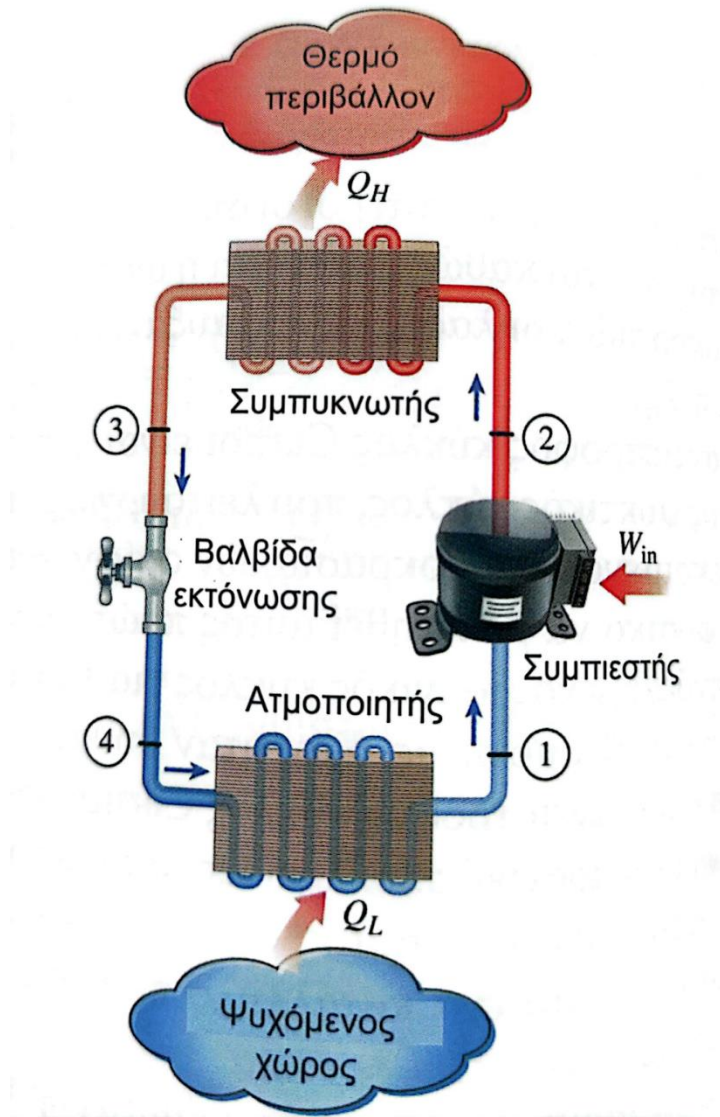 Θερμό
περιβάλλον
Q_H
Συμπυκνωτής
3
2
Βαλβίδα
εκτόνωσης
W_in
Συμπιεστής
Ατμοποιητής
4
1
Q_L
Ψυχόμενος
χώρος